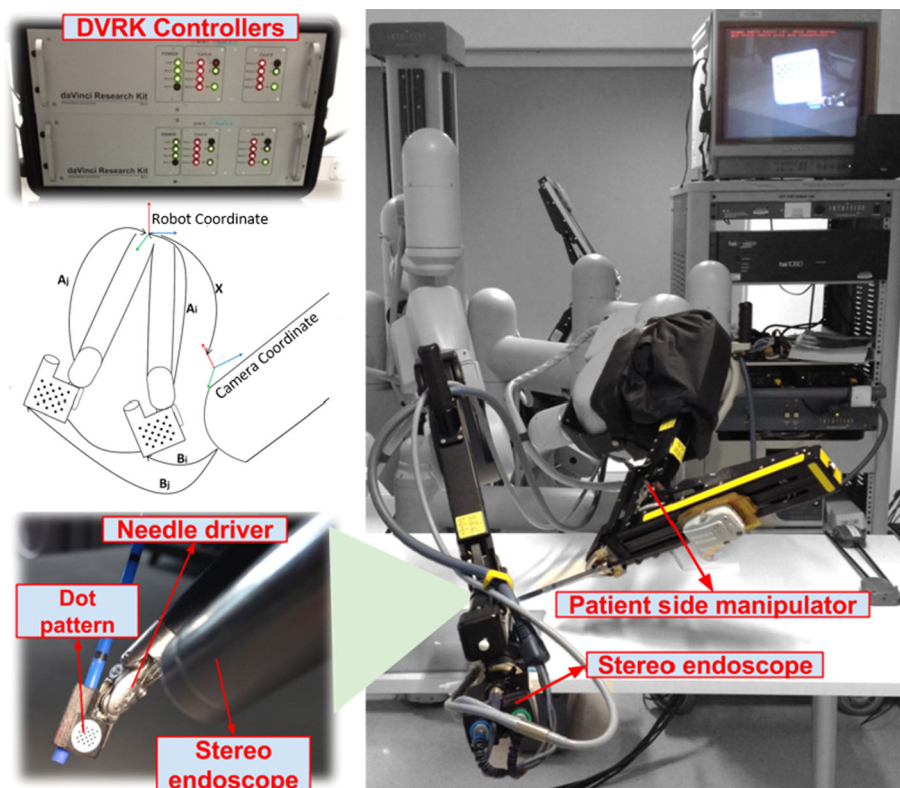 DVRK Controllers
daVinci Research Kit
daVinci Research Kit
Robot Coordinate
Aj
Ai
X
Camera Coordinate
Bi
Bj
Needle driver
Dot
pattern
Stereo
endoscope
Patient side manipulator
Stereo endoscope